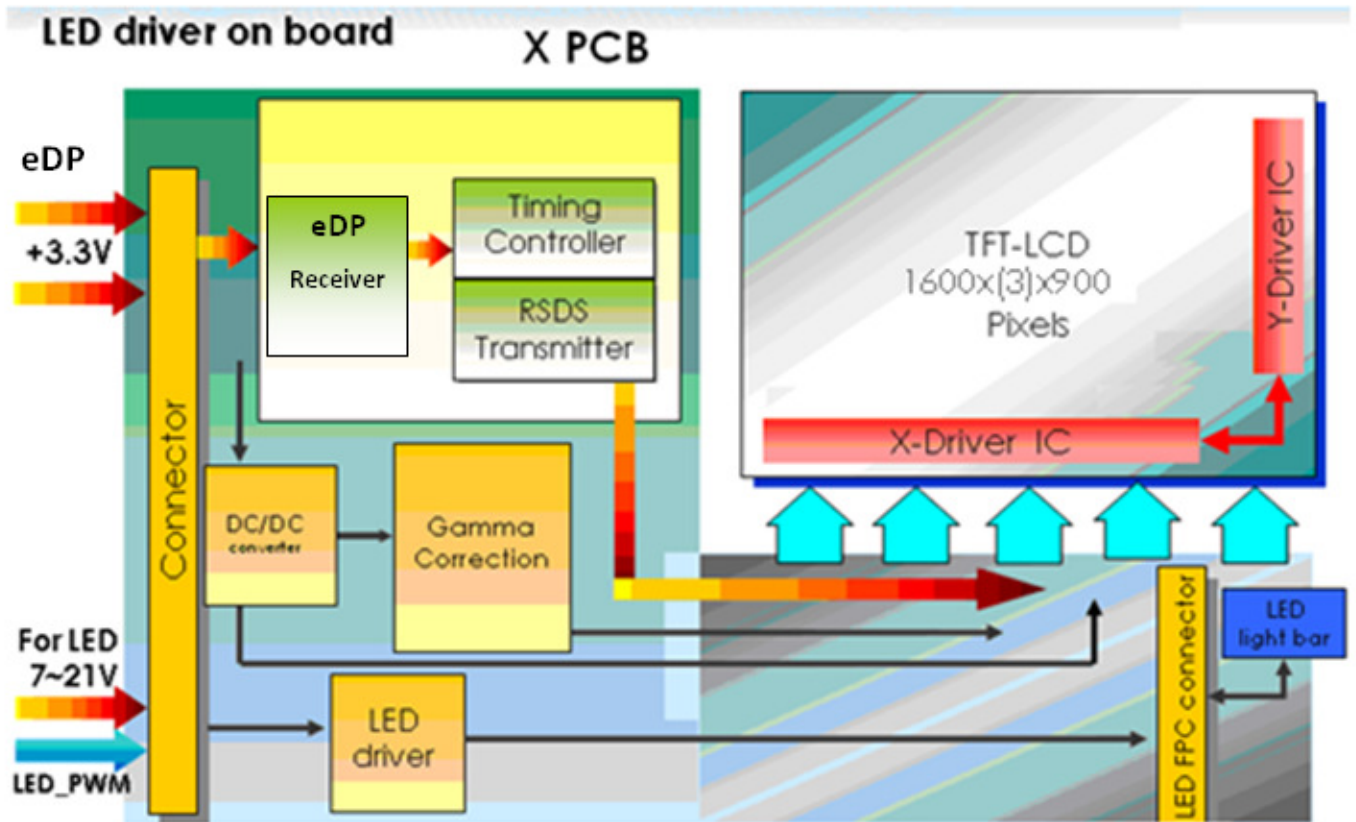 LED driver on board
X PCB
eDP
+3.3V
Connector
eDP
Receiver
Timing
Controller
RSDS
Transmitter
TFT-LCD
1600x(3)x900
Pixels
Y-Driver IC
X-Driver IC
DC/DC
converter
Gamma
Correction
For LED
7~21V
LED_PWM
LED
driver
LED FPC connector
LED
light bar